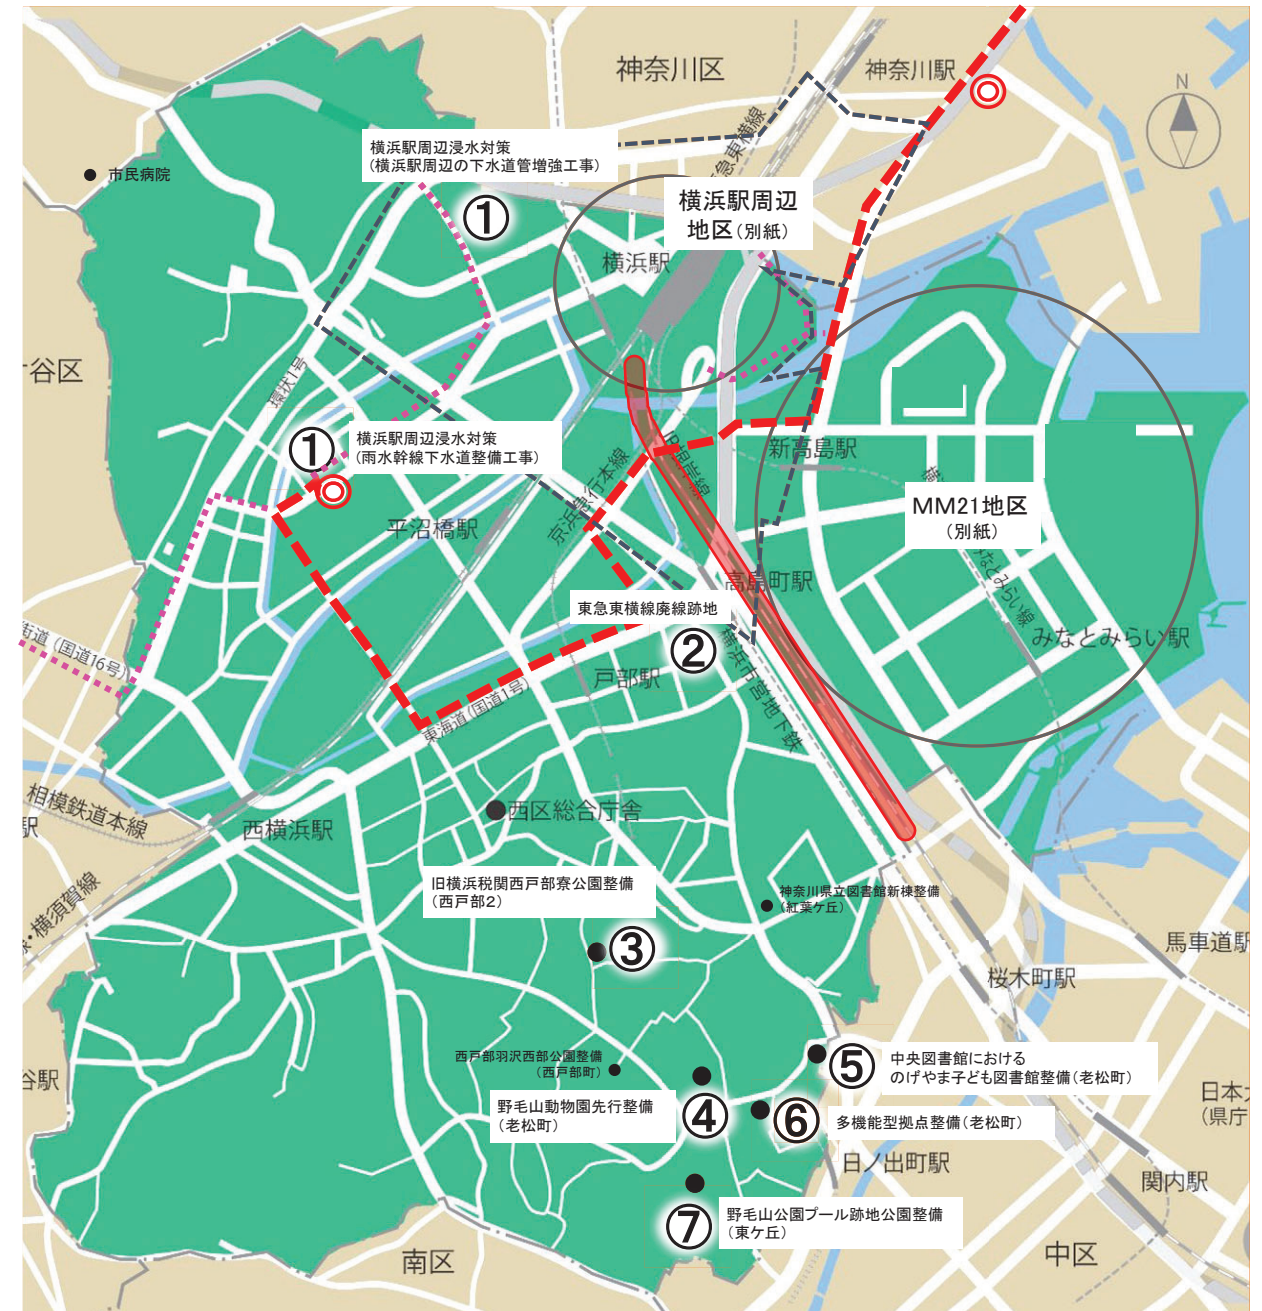 神奈川区
神奈川駅
N
横浜駅周辺浸水対策
（横浜駅周辺の下水道管増強工事）
市民病院
①
横浜駅周辺
地区（別紙）
横浜駅
環状1号
①
横浜駅周辺浸水対策
（雨水幹線下水道整備工事）
平沼橋駅
京浜急行本線
新高島駅
MM21地区
（別紙）
みなとみらい線
高島町駅
東急東横線廃線跡地
②
みなとみらい駅
街道（国道16号）
戸部駅
東海道（国道1号）
横浜市営地下鉄
相模鉄道本線
西横浜駅
西区総合庁舎
線・横須賀線
旧横浜税関西戸部寮公園整備
（西戸部２）
神奈川県立図書館新棟整備
（紅葉ケ丘）
③
馬車道駅
桜木町駅
西戸部羽沢西部公園整備
（西戸部町）
⑤
中央図書館における
のげやま子ども図書館整備（老松町）
谷区
谷駅
野毛山動物園先行整備
（老松町）
④
⑥
多機能型拠点整備（老松町）
日本大
（県庁
日ノ出町駅
関内駅
⑦
野毛山公園プール跡地公園整備
（東ケ丘）
南区
中区